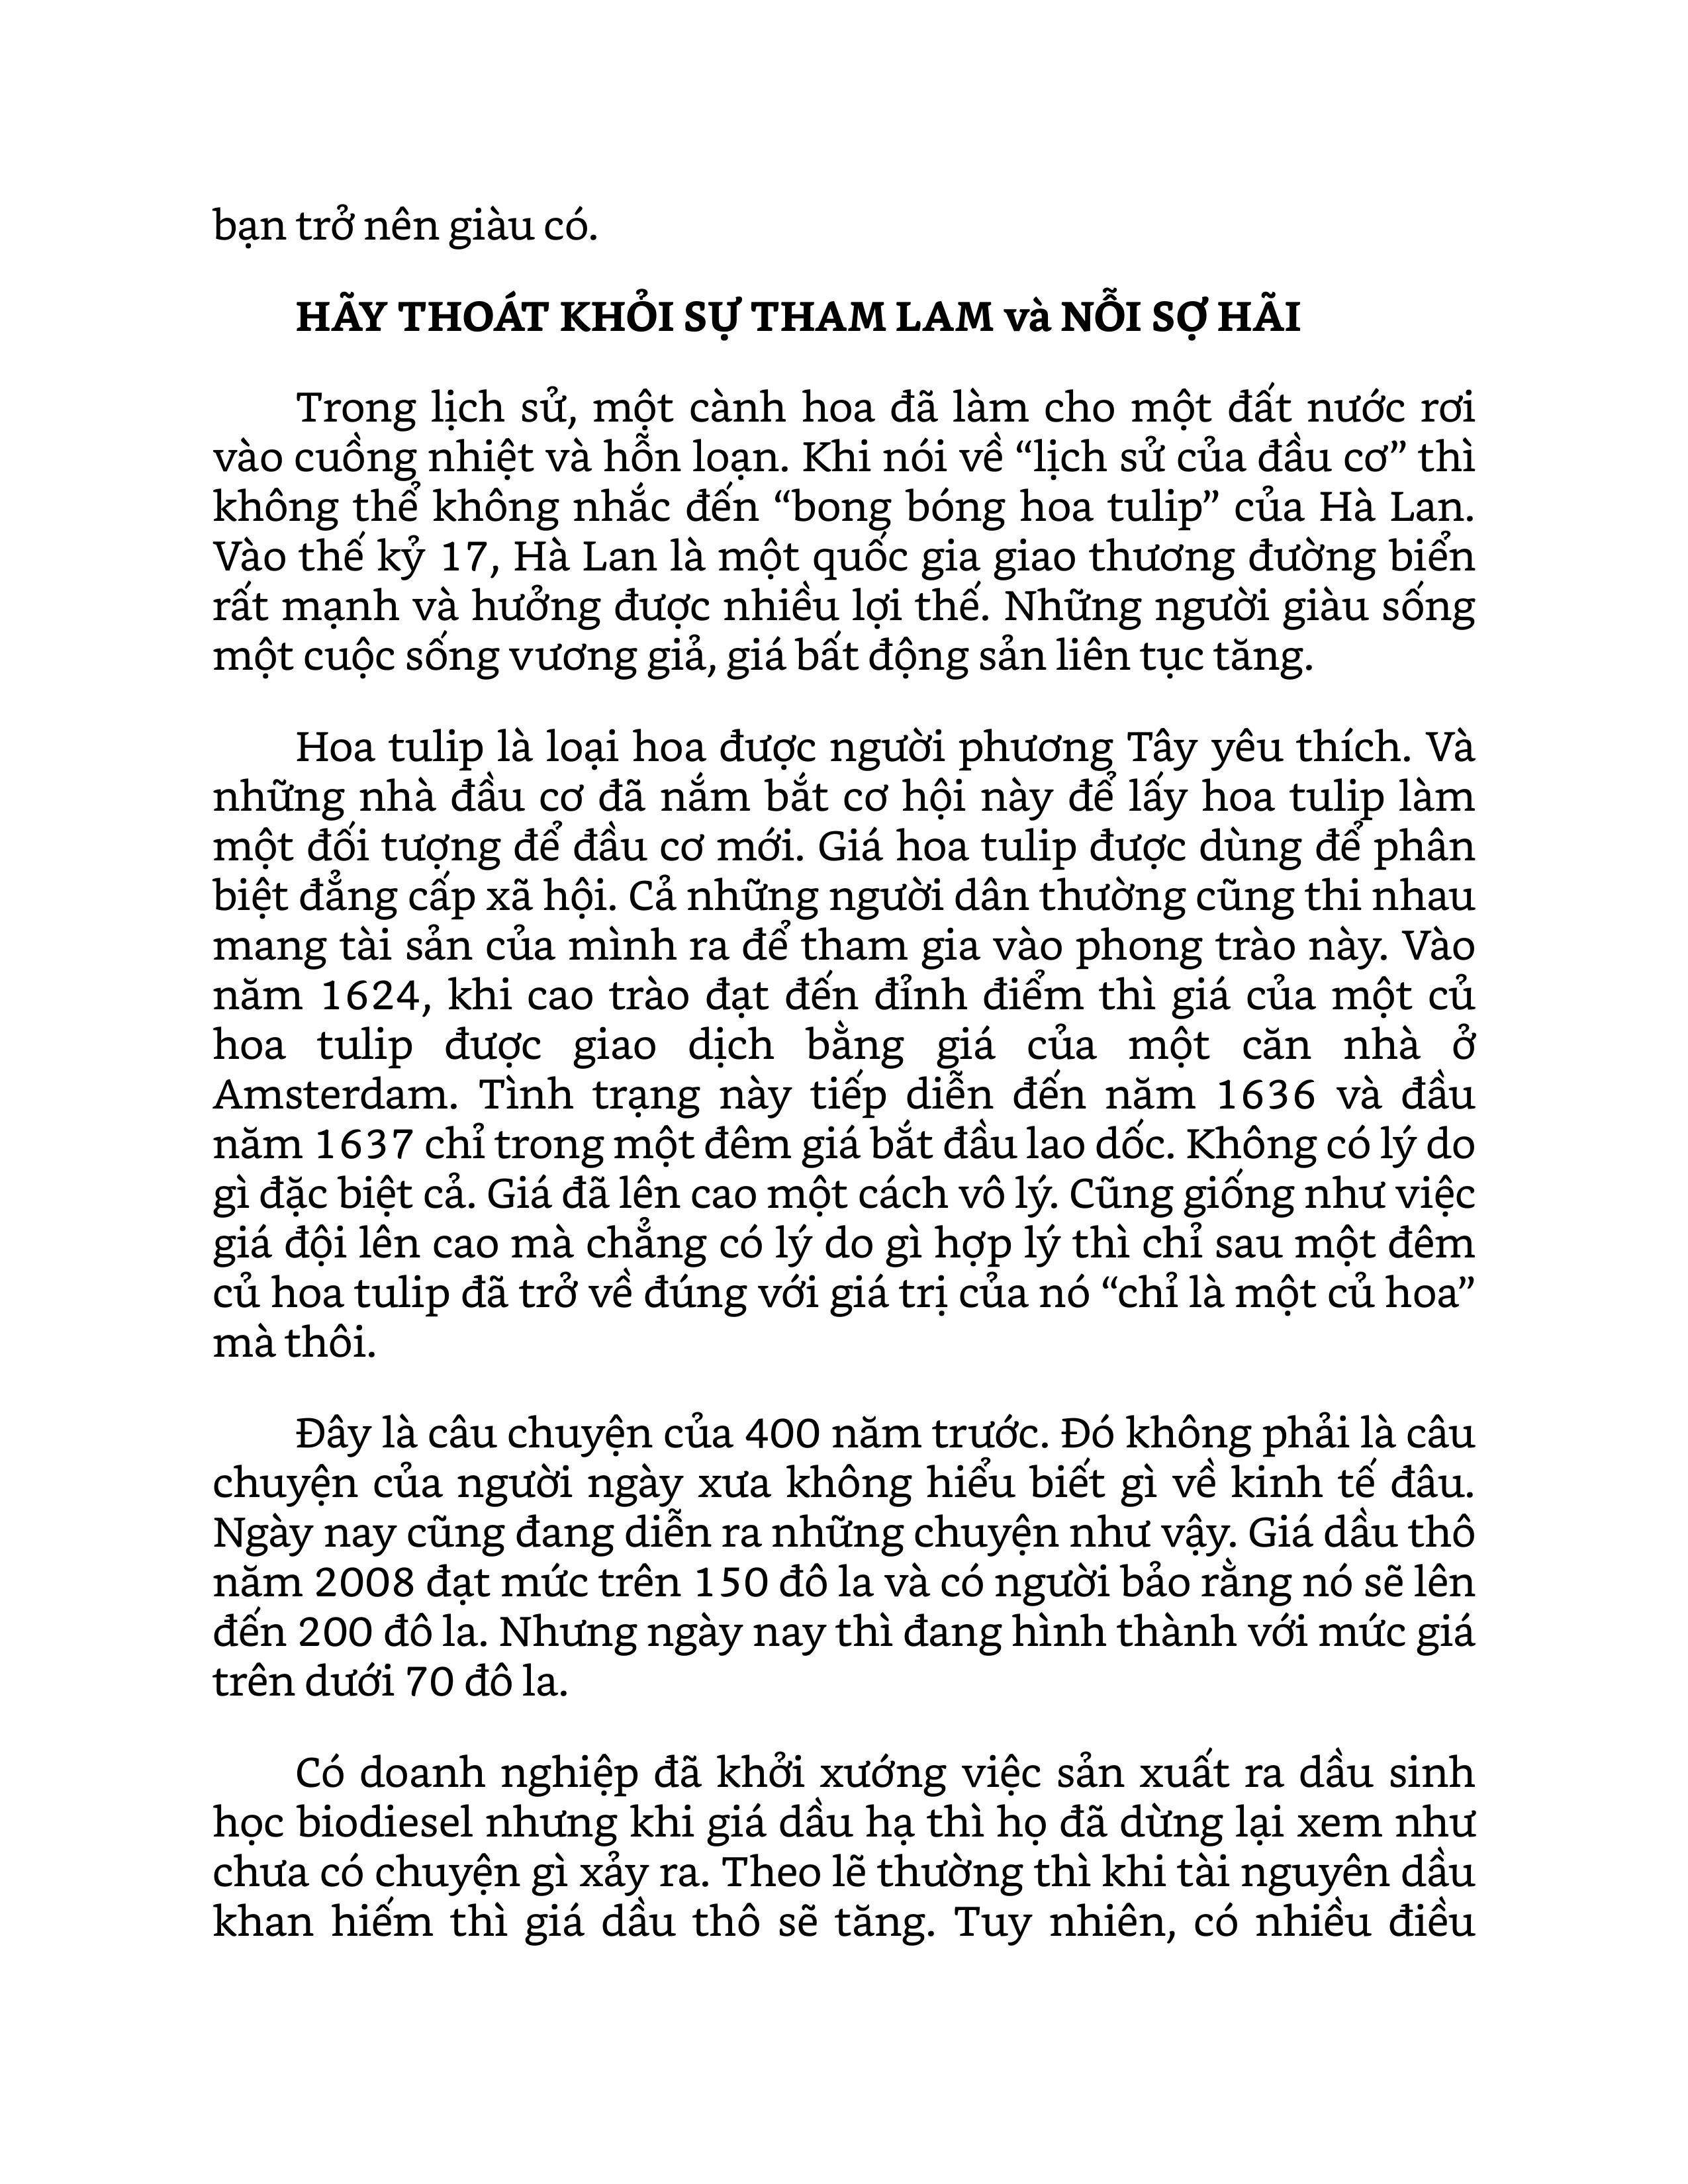 bạn trở nên giàu có.
HÃY THOÁT KHỎI SỰ THAM LAM và NỖI SỢ HÃI
Trong lịch sử, một cành hoa đã làm cho một đất nước rơi
vào cuồng nhiệt và hỗn loạn. Khi nói về “lịch sử của đầu cơ” thì
không thể không nhắc đến “bong bóng hoa tulip” của Hà Lan.
Vào thế kỷ 17, Hà Lan là một quốc gia giao thương đường biển
rất mạnh và hưởng được nhiều lợi thế. Những người giàu sống
một cuộc sống vương giả, giá bất động sản liên tục tăng.
Hoa tulip là loại hoa được người phương Tây yêu thích. Và
những nhà đầu cơ đã nắm bắt cơ hội này để lấy hoa tulip làm
một đối tượng để đầu cơ mới. Giá hoa tulip được dùng để phân
biệt đẳng cấp xã hội. Cả những người dân thường cũng thi nhau
mang tài sản của mình ra để tham gia vào phong trào này. Vào
năm 1624, khi cao trào đạt đến đỉnh điểm thì giá của một củ
hoa tulip được giao dịch bằng giá của một căn nhà ở
Amsterdam. Tình trạng này tiếp diễn đến năm 1636 và đầu
năm 1637 chỉ trong một đêm giá bắt đầu lao dốc. Không có lý do
gì đặc biệt cả. Giá đã lên cao một cách vô lý. Cũng giống như việc
giá đội lên cao mà chẳng có lý do gì hợp lý thì chỉ sau một đêm
củ hoa tulip đã trở về đúng với giá trị của nó “chỉ là một củ hoa”
mà thôi.
Đây là câu chuyện của 400 năm trước. Đó không phải là câu
chuyện của người ngày xưa không hiểu biết gì về kinh tế đâu.
Ngày nay cũng đang diễn ra những chuyện như vậy. Giá dầu thô
năm 2008 đạt mức trên 150 đô la và có người bảo rằng nó sẽ lên
đến 200 đô la. Nhưng ngày nay thì đang hình thành với mức giá
trên dưới 70 đô la.
Có doanh nghiệp đã khởi xướng việc sản xuất ra dầu sinh
học biodiesel nhưng khi giá dầu hạ thì họ đã dừng lại xem như
chưa có chuyện gì xảy ra. Theo lẽ thường thì khi tài nguyên dầu
khan hiếm thì giá dầu thô sẽ tăng. Tuy nhiên, có nhiều điều